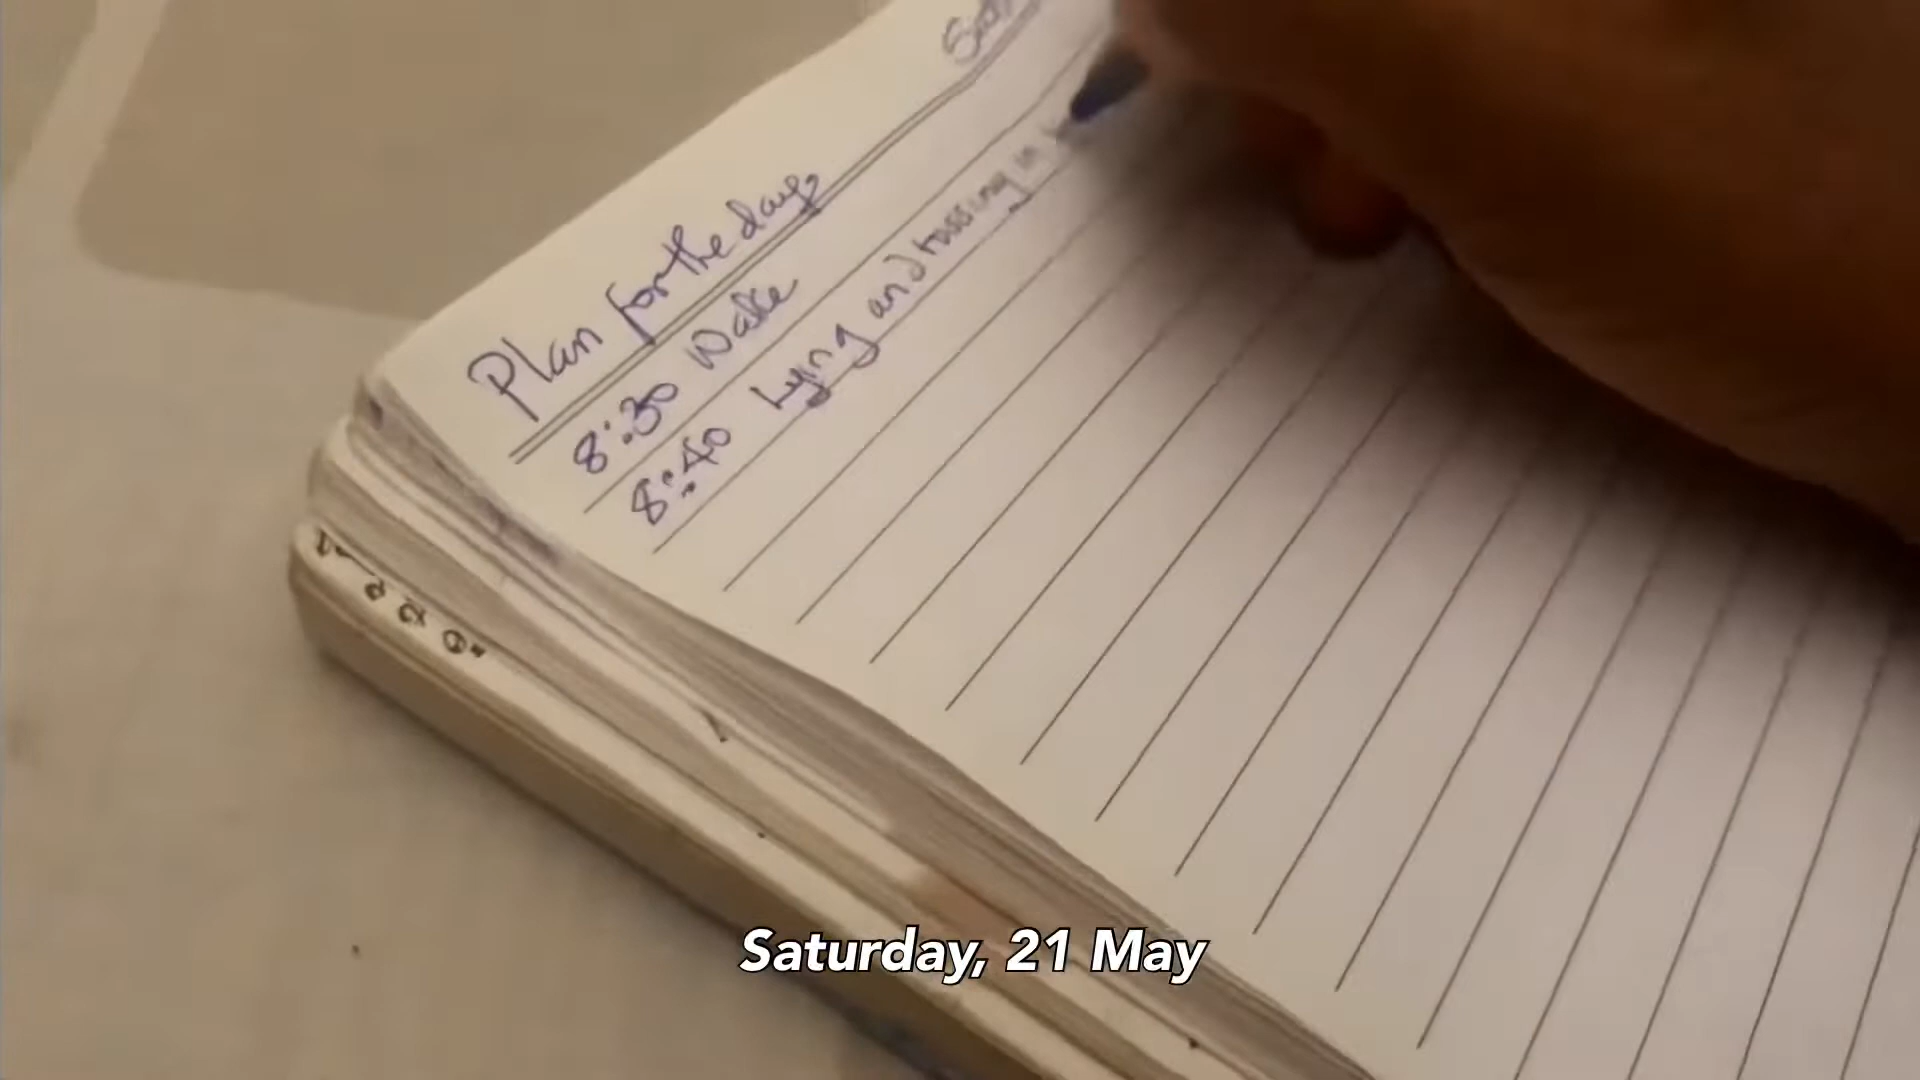 Plan for the day
8:30 Wake
8:40 Lying and tossing in
Saturday, 21 May